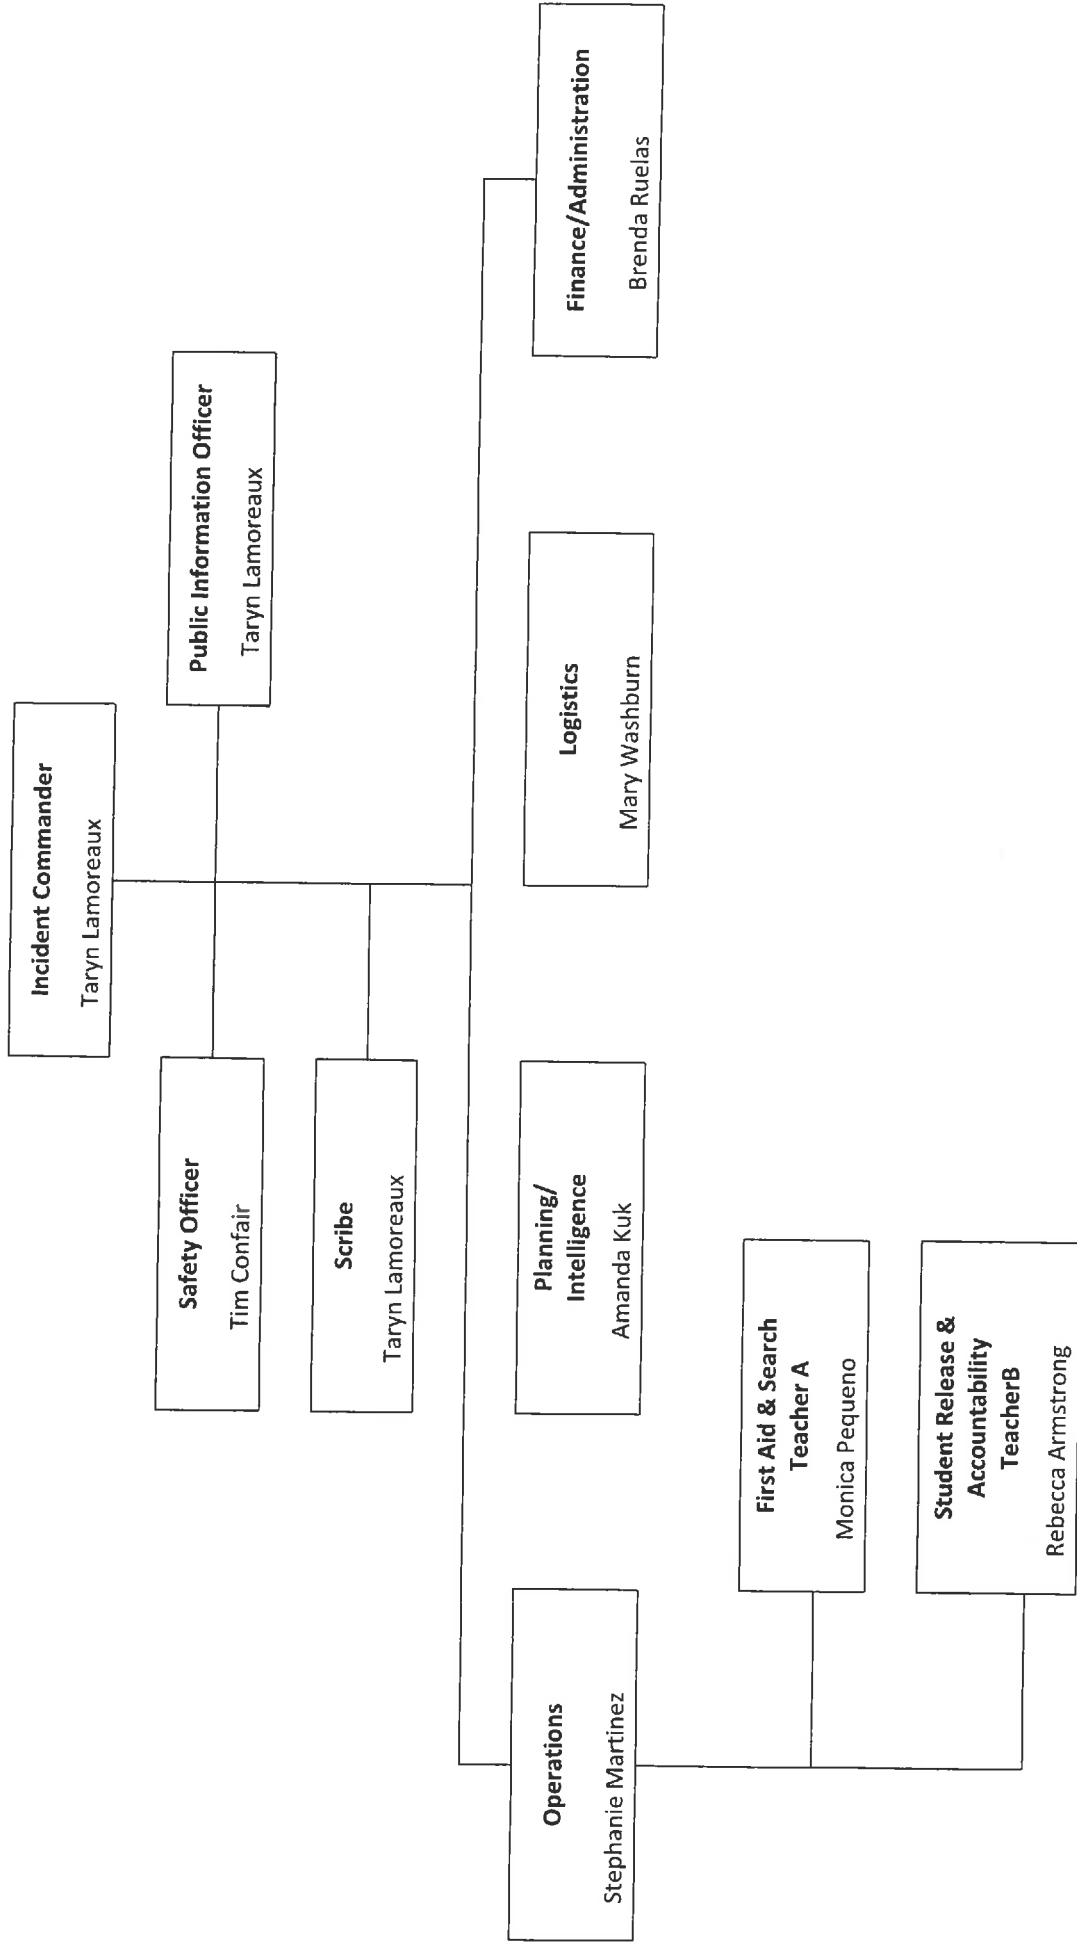 Incident Commander
Taryn Lamoreaux
Safety Officer
Tim Confair
Public Information Officer
Taryn Lamoreaux
Scribe
Taryn Lamoreaux
Operations
Stephanie Martinez
Planning/
Intelligence
Amanda Kuk
Logistics
Mary Washburn
Finance/Administration
Brenda Ruelas
First Aid & Search
Teacher A
Monica Pequeno
Student Release &
Accountability
TeacherB
Rebecca Armstrong